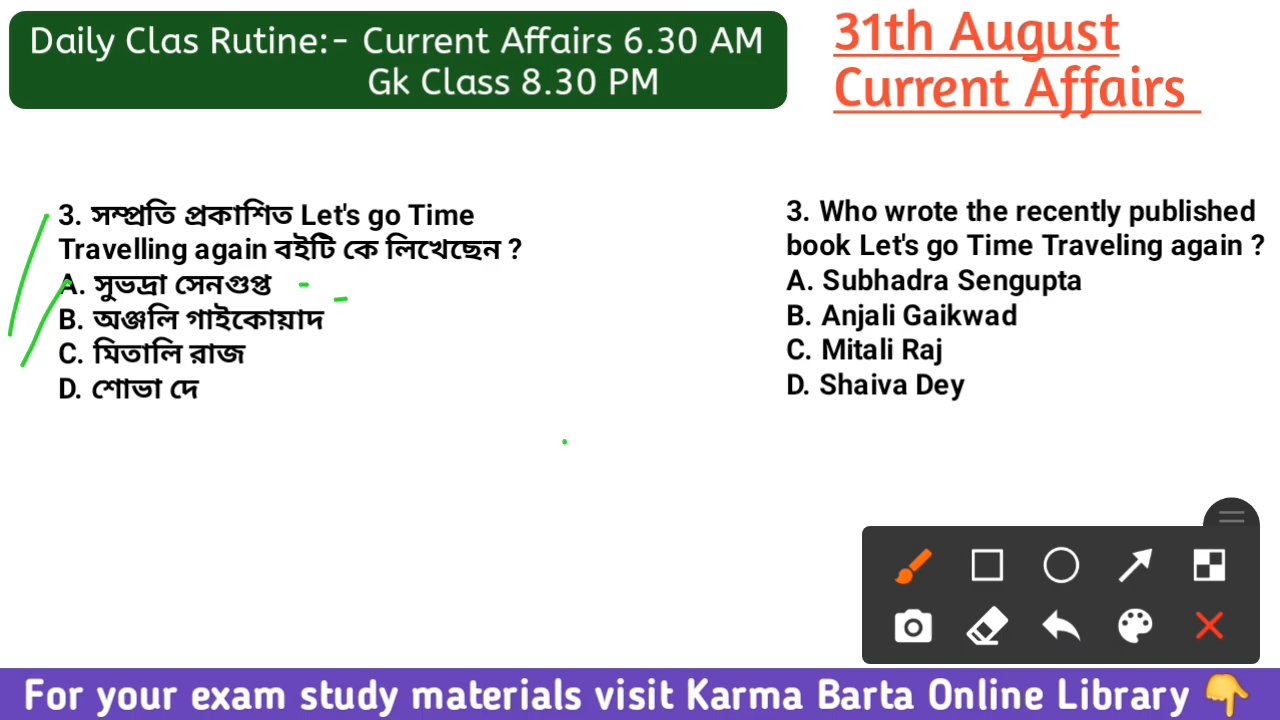 Daily Clas Rutine:- Current Affairs 6.30 AM
Gk Class 8.30 PM
31th August
Current Affairs
3. সম্প্রতি প্রকাশিত Let's go Time
Travelling again বইটি কে লিখেছেন ?
A. সুভদ্রা সেনগুপ্ত
B. অঞ্জলি গাইকোয়াদ
C. মিতালি রাজ
D. শোভা দে
3. Who wrote the recently published
book Let's go Time Traveling again ?
A. Subhadra Sengupta
B. Anjali Gaikwad
C. Mitali Raj
D. Shaiva Dey
For your exam study materials visit Karma Barta Online Library 👇